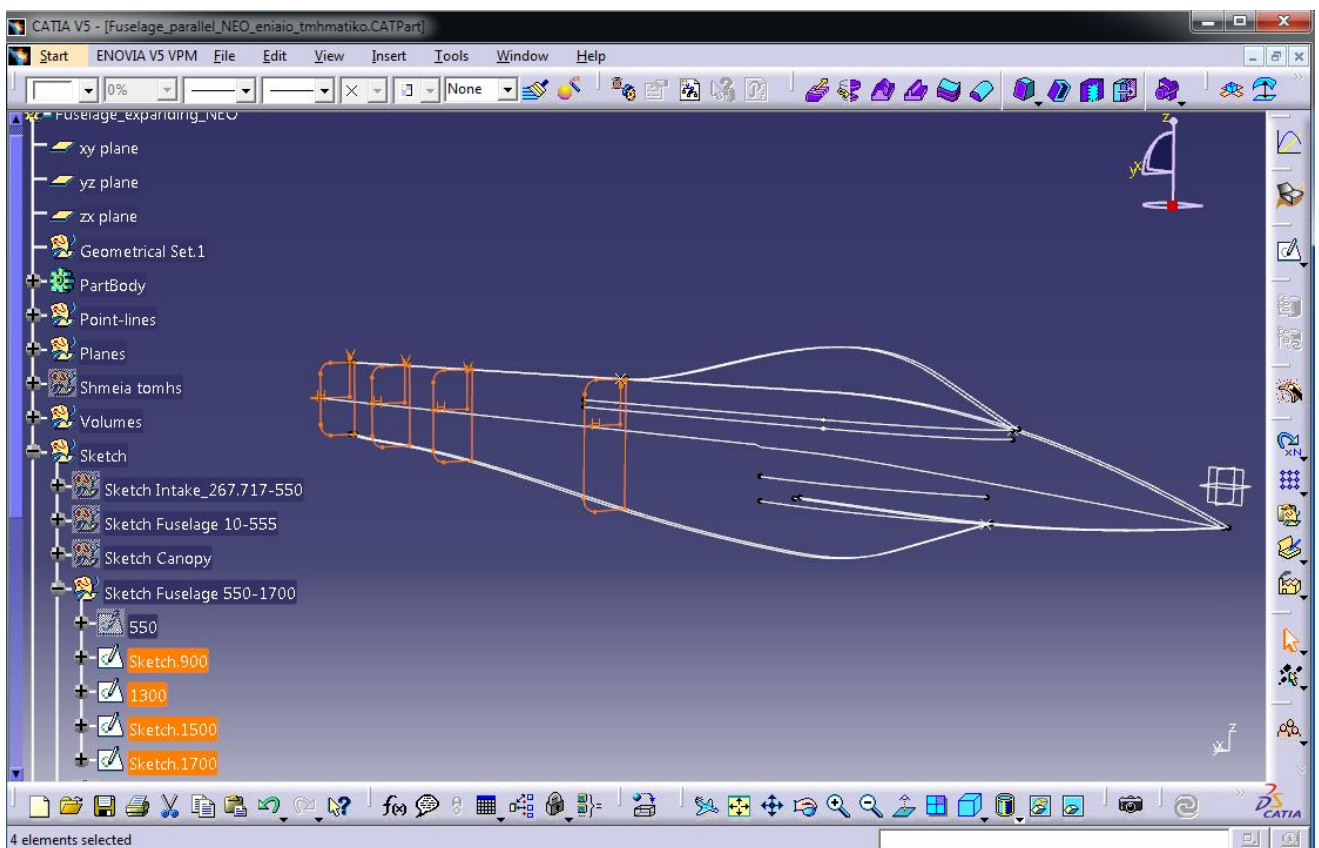 CATIA V5 - [Fuselage_parallel_NEO_eniaio_tmhmatiko.CATPart]
Start ENOVIA V5 VPM File Edit View Insert Tools Window Help
0% None
Fuselage_expanding_NEO
xy plane
yz plane
zx plane
Geometrical Set.1
PartBody
Point-lines
Planes
Shmeia tomhs
Volumes
Sketch
Sketch Intake_267.717-550
Sketch Fuselage 10-555
Sketch Canopy
Sketch Fuselage 550-1700
550
Sketch.900
1300
Sketch.1500
Sketch.1700
z
y x
V V V V
H H H H
z
y x
f(x)
CATIA
4 elements selected